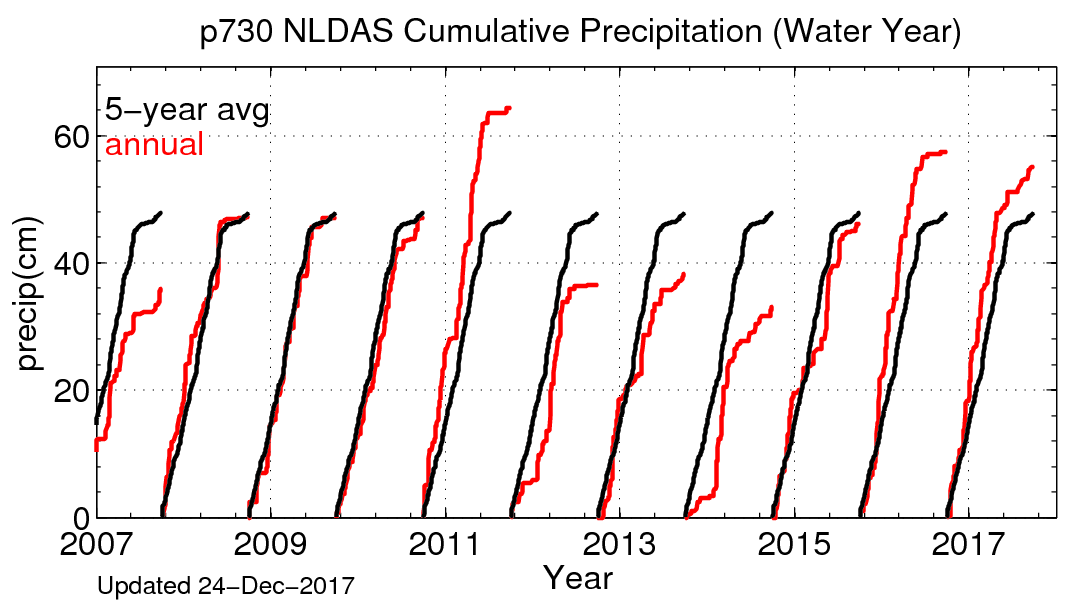 p730 NLDAS Cumulative Precipitation (Water Year)
5−year avg
annual
60
40
20
0
precip(cm)
2007 2009 2011 2013 2015 2017
Year
Updated 24−Dec−2017